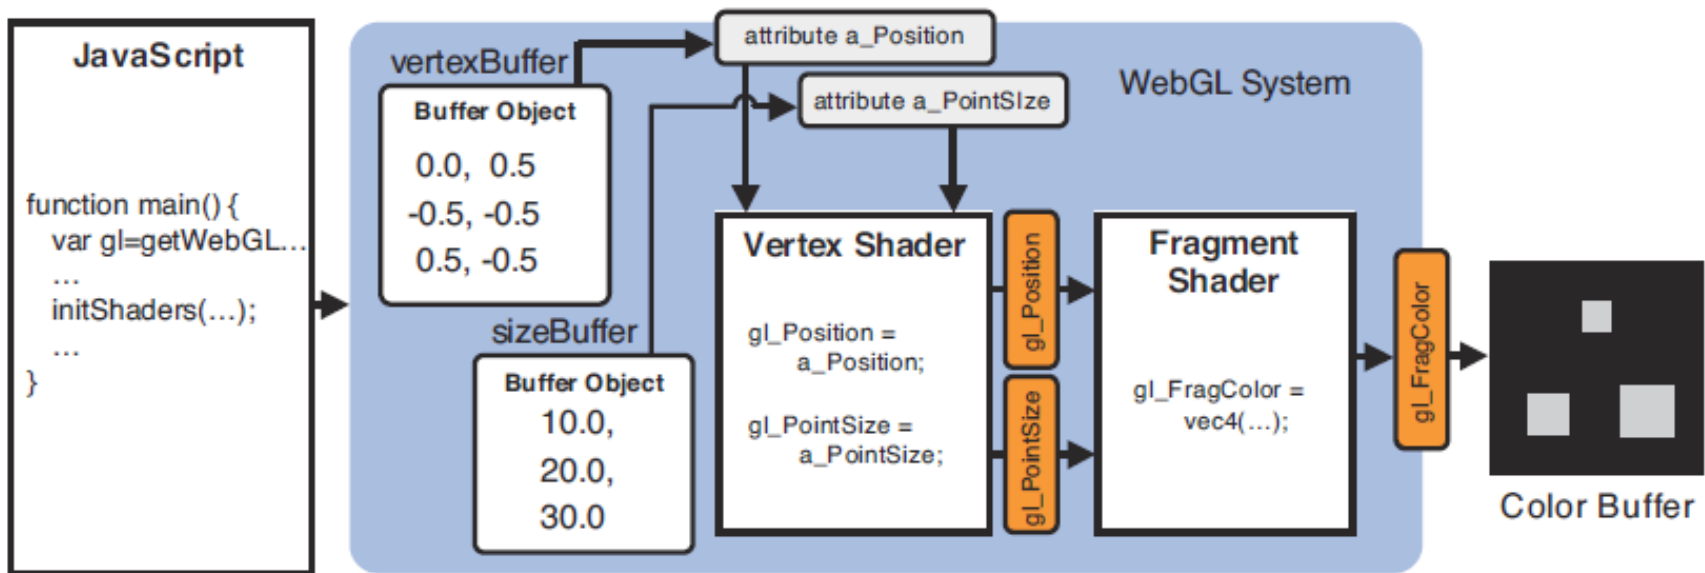 JavaScript
function main() {
var gl=getWebGL...
...
initShaders(...);
...
}
WebGL System
attribute a_Position
attribute a_PointSIze
vertexBuffer
Buffer Object
0.0, 0.5
-0.5, -0.5
0.5, -0.5
sizeBuffer
Buffer Object
10.0,
20.0,
30.0
Vertex Shader
gl_Position =
a_Position;
gl_PointSize =
a_PointSize;
gl_Position
gl_PointSize
Fragment
Shader
gl_FragColor =
vec4(...);
gl_FragColor
Color Buffer